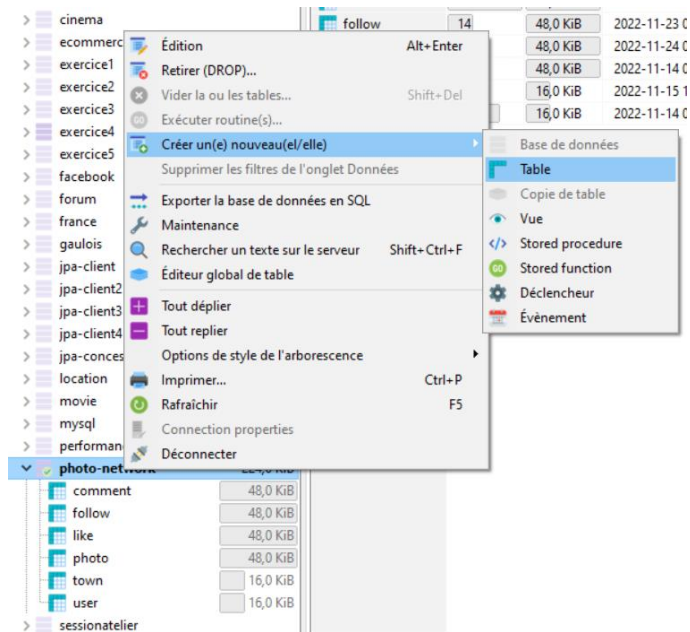 cinema
ecommerc
exercice1
exercice2
exercice3
exercice4
exercice5
facebook
forum
france
gaulois
jpa-client
jpa-client2
jpa-client3
jpa-client4
jpa-conces
location
movie
mysql
performan
photo-network 224,0 KiB
comment 48,0 KiB
follow 48,0 KiB
like 48,0 KiB
photo 48,0 KiB
town 16,0 KiB
user 16,0 KiB
sessionatelier
Édition Alt+Enter
Retirer (DROP)...
Vider la ou les tables... Shift+Del
Exécuter routine(s)...
Créer un(e) nouveau(el/elle)
Supprimer les filtres de l'onglet Données
Exporter la base de données en SQL
Maintenance
Rechercher un texte sur le serveur Shift+Ctrl+F
Éditeur global de table
Tout déplier
Tout replier
Options de style de l'arborescence
Imprimer... Ctrl+P
Rafraîchir F5
Connection properties
Déconnecter
follow 14 48,0 KiB 2022-11-23 0
48,0 KiB 2022-11-24 0
48,0 KiB 2022-11-14 0
16,0 KiB 2022-11-15 1
16,0 KiB 2022-11-14 0
Base de données
Table
Copie de table
Vue
Stored procedure
Stored function
Déclencheur
Évènement